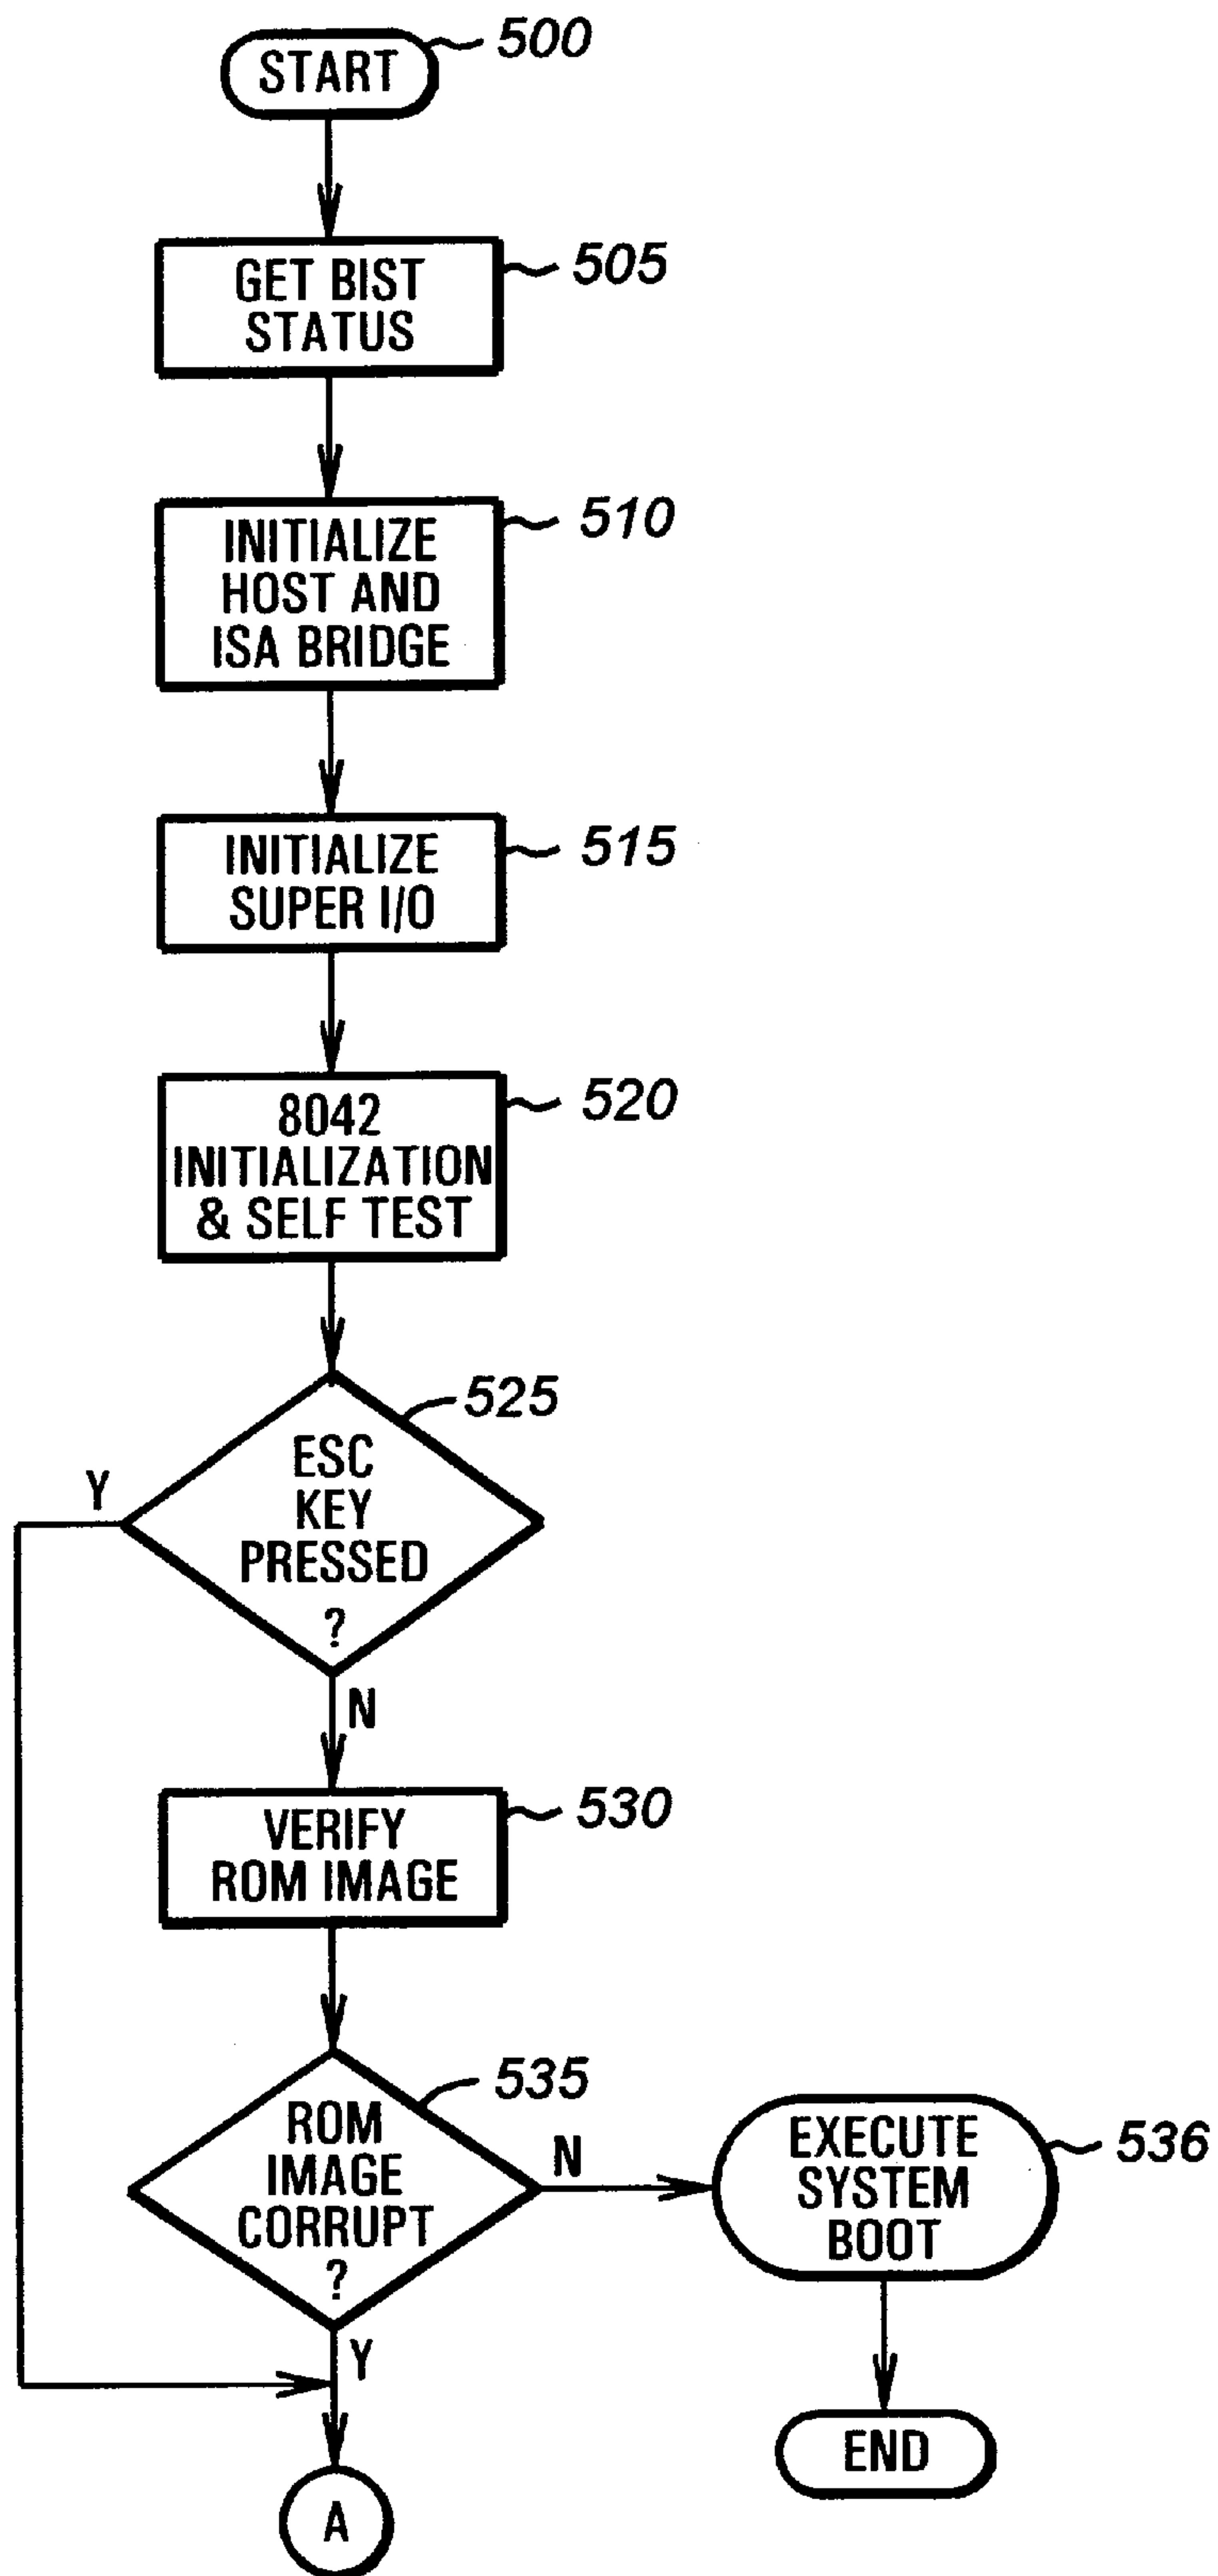 START
500
GET BIST
STATUS
505
INITIALIZE
HOST AND
ISA BRIDGE
510
INITIALIZE
SUPER I/O
515
8042
INITIALIZATION
& SELF TEST
520
ESC
KEY
PRESSED
?
525
Y
N
VERIFY
ROM IMAGE
530
ROM
IMAGE
CORRUPT
?
535
N
EXECUTE
SYSTEM
BOOT
536
Y
END
A